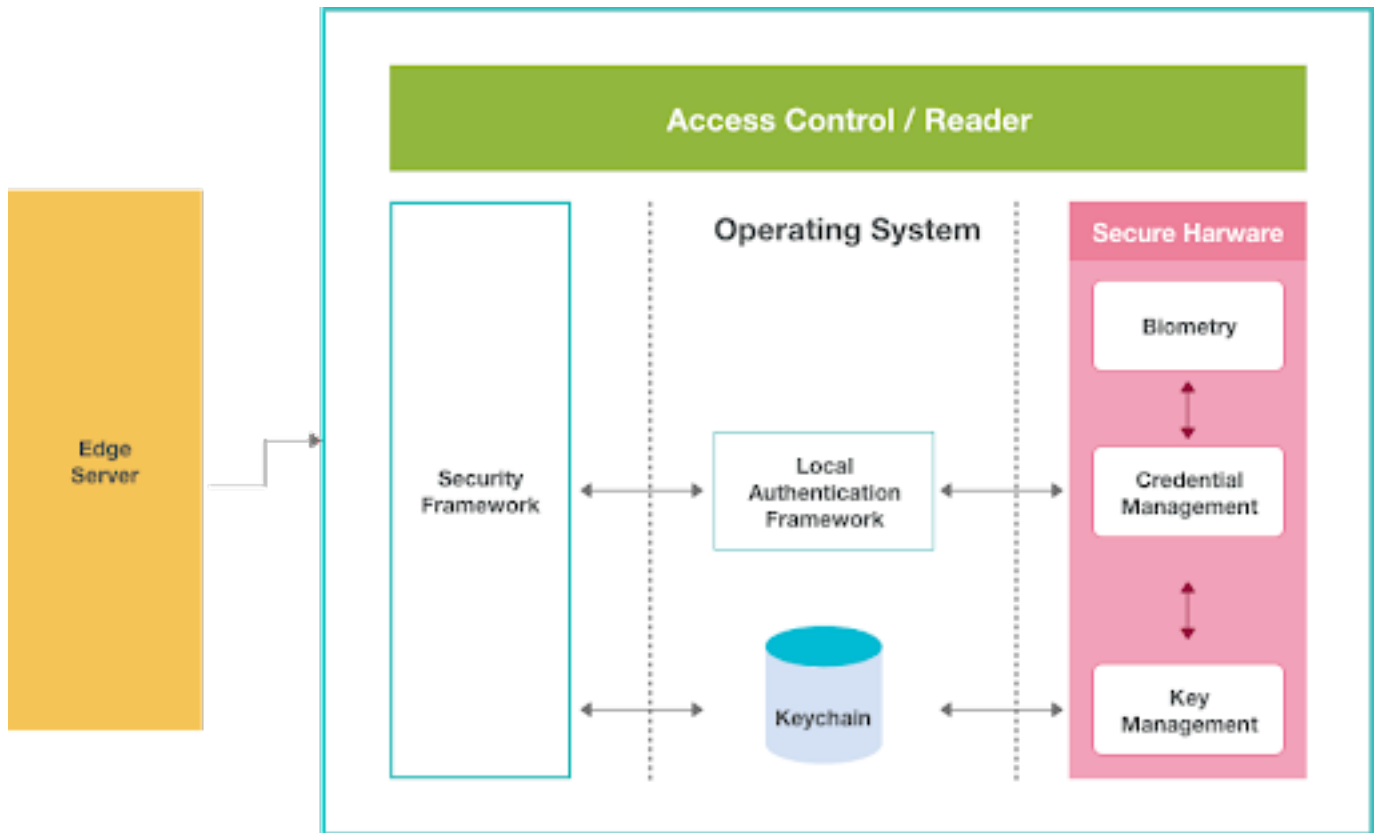 Access Control / Reader
Operating System
Secure Harware
Biometry
Edge
Server
Security
Framework
Local
Authentication
Framework
Credential
Management
Keychain
Key
Management